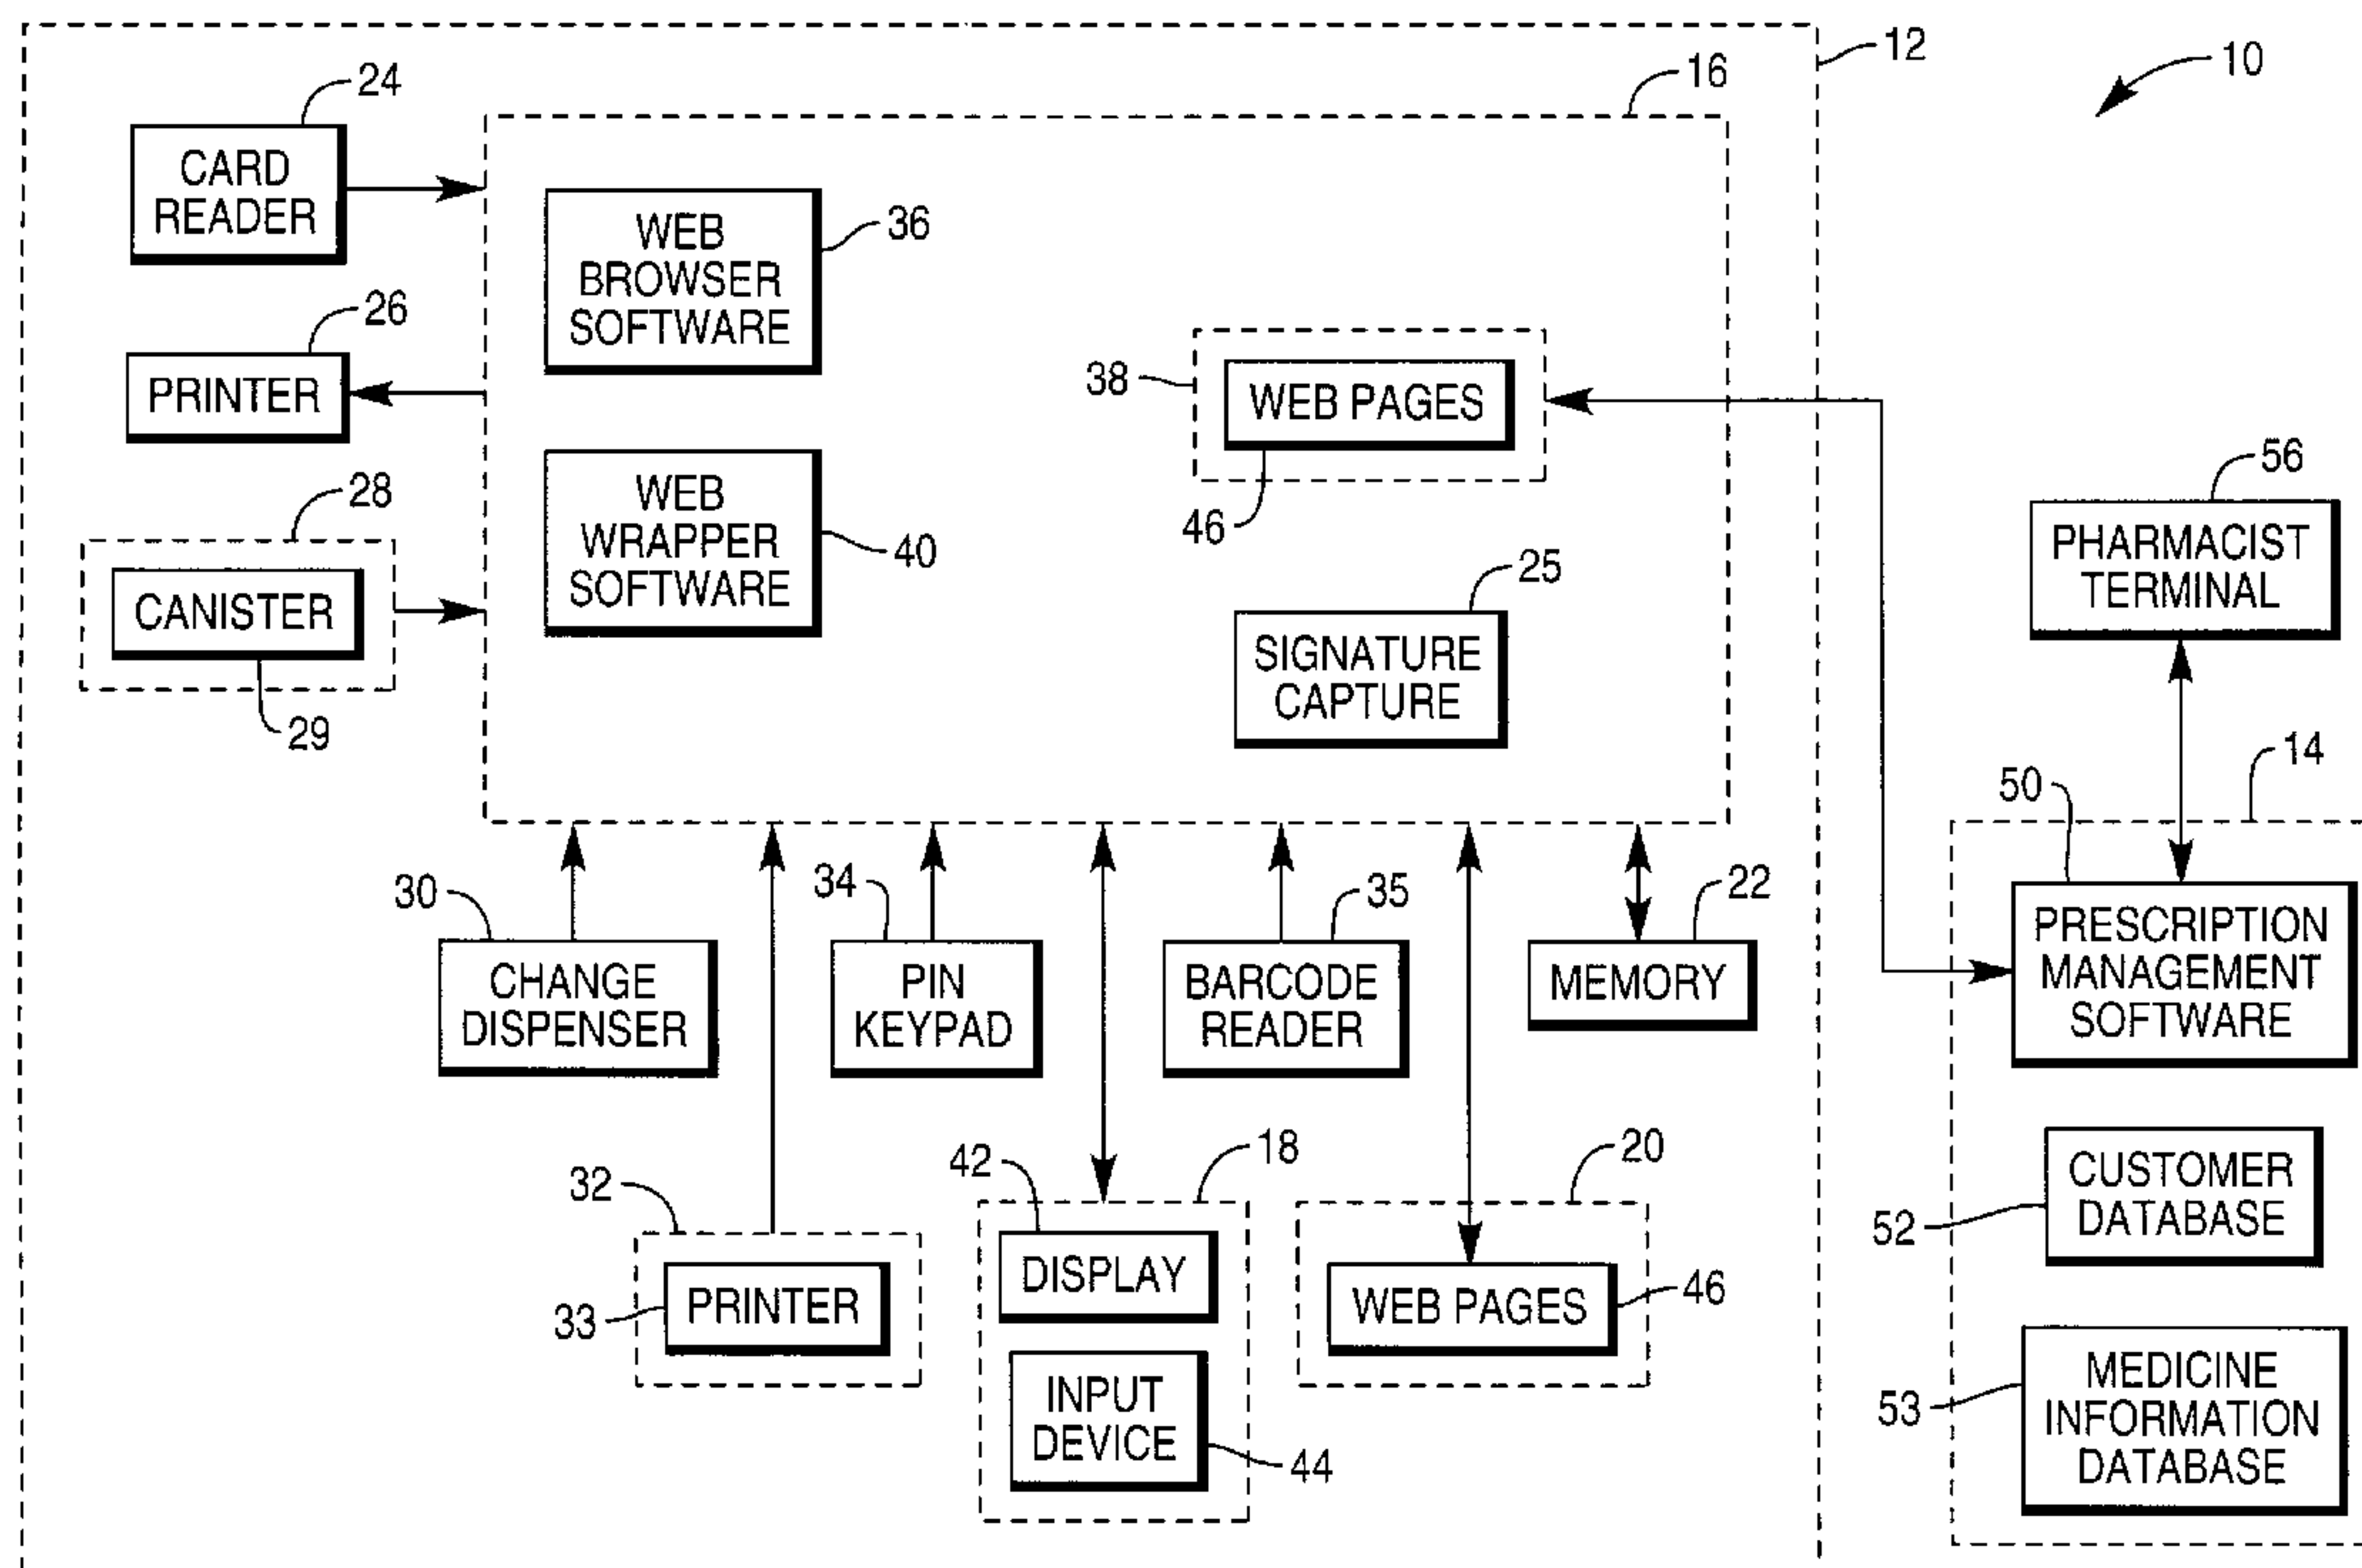 12
10
16
24
CARD
READER
WEB
BROWSER
SOFTWARE
36
26
PRINTER
38
WEB PAGES
46
28
CANISTER
29
WEB
WRAPPER
SOFTWARE
40
25
SIGNATURE
CAPTURE
56
PHARMACIST
TERMINAL
14
50
PRESCRIPTION
MANAGEMENT
SOFTWARE
30
CHANGE
DISPENSER
34
PIN
KEYPAD
35
BARCODE
READER
22
MEMORY
32
33
PRINTER
42
18
DISPLAY
INPUT
DEVICE
44
20
WEB PAGES
46
52
CUSTOMER
DATABASE
53
MEDICINE
INFORMATION
DATABASE